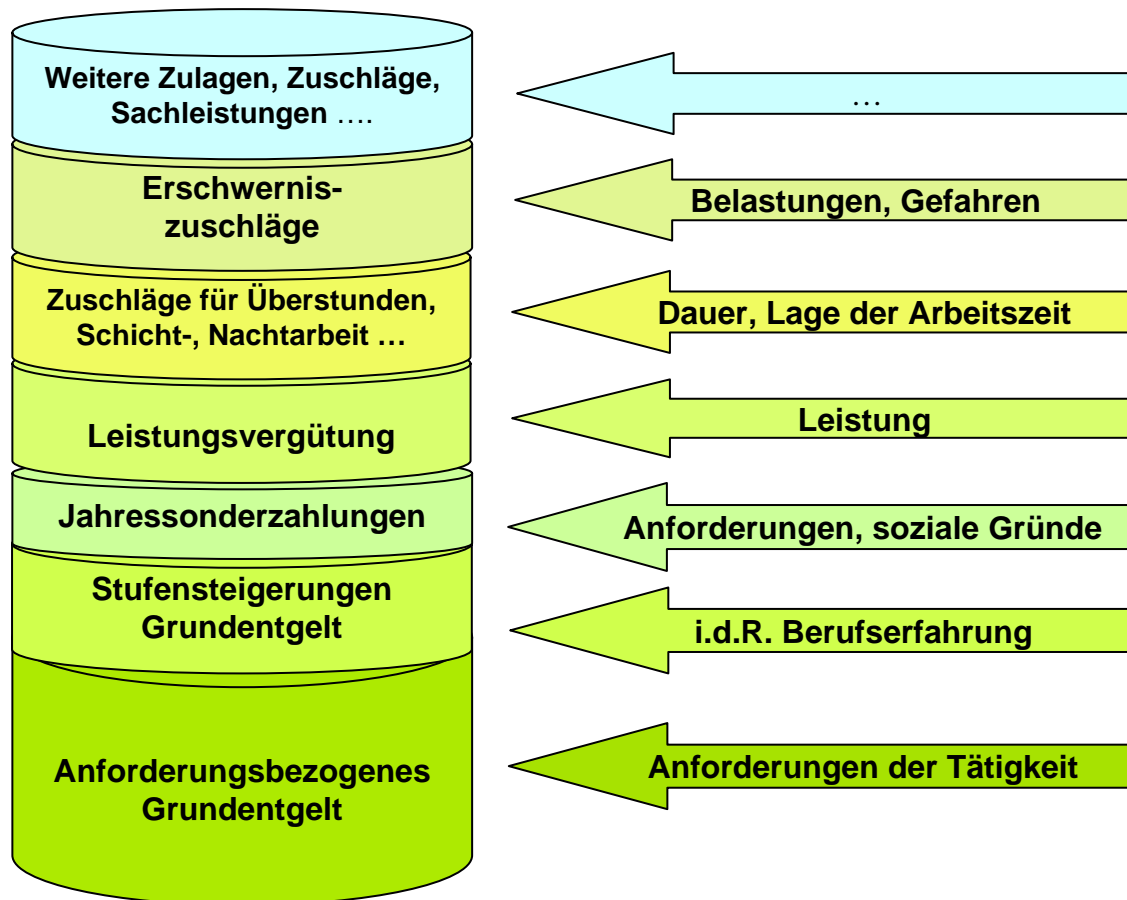 Weitere Zulagen, Zuschläge,
Sachleistungen ….
…
Erschwernis-
zuschläge
Belastungen, Gefahren
Zuschläge für Überstunden,
Schicht-, Nachtarbeit …
Dauer, Lage der Arbeitszeit
Leistungsvergütung
Leistung
Jahressonderzahlungen
Anforderungen, soziale Gründe
Stufensteigerungen
Grundentgelt
i.d.R. Berufserfahrung
Anforderungsbezogenes
Grundentgelt
Anforderungen der Tätigkeit